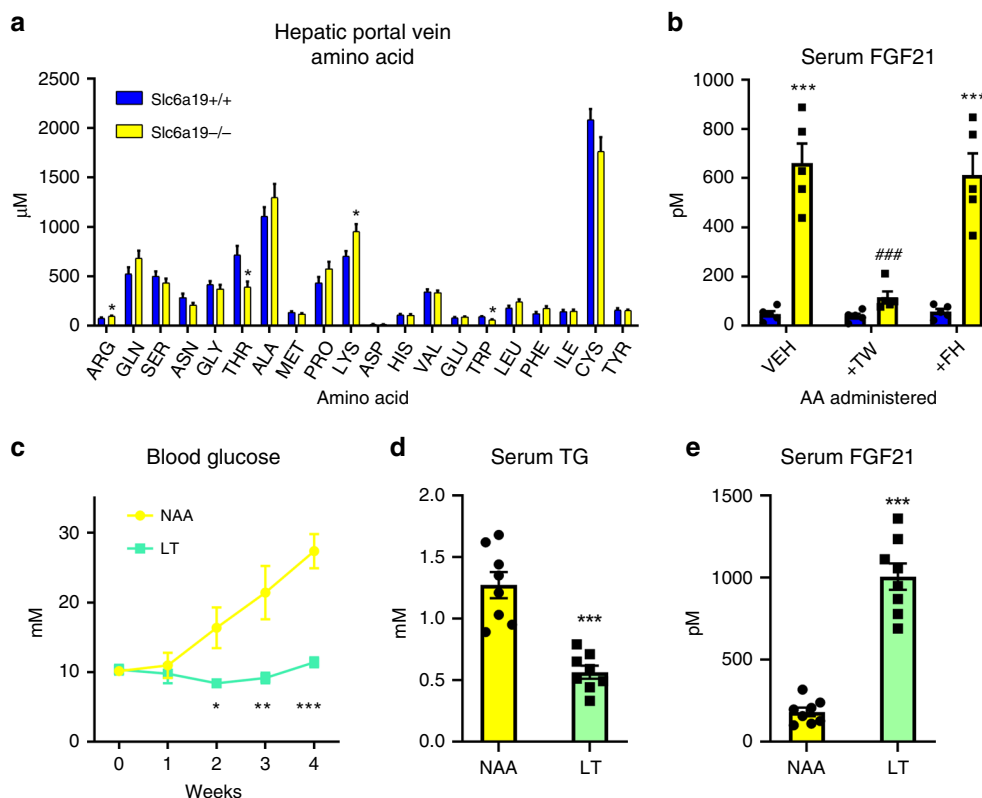 a
Hepatic portal vein
amino acid
2500
2000
1500
1000
500
0
μM
Slc6a19+/+
Slc6a19−/−
*
*
*
*
ARG
GLN
SER
ASN
GLY
THR
ALA
MET
PRO
LYS
ASP
HIS
VAL
GLU
TRP
LEU
PHE
ILE
CYS
TYR
Amino acid
b
Serum FGF21
1000
800
600
400
200
0
pM
***
###
***
VEH
+TW
+FH
AA administered
c
Blood glucose
30
20
10
0
mM
NAA
LT
* ** ***
0 1 2 3 4
Weeks
d
Serum TG
2.0
1.5
1.0
0.5
0.0
mM
***
NAA LT
e
Serum FGF21
1500
1000
500
0
pM
***
NAA LT